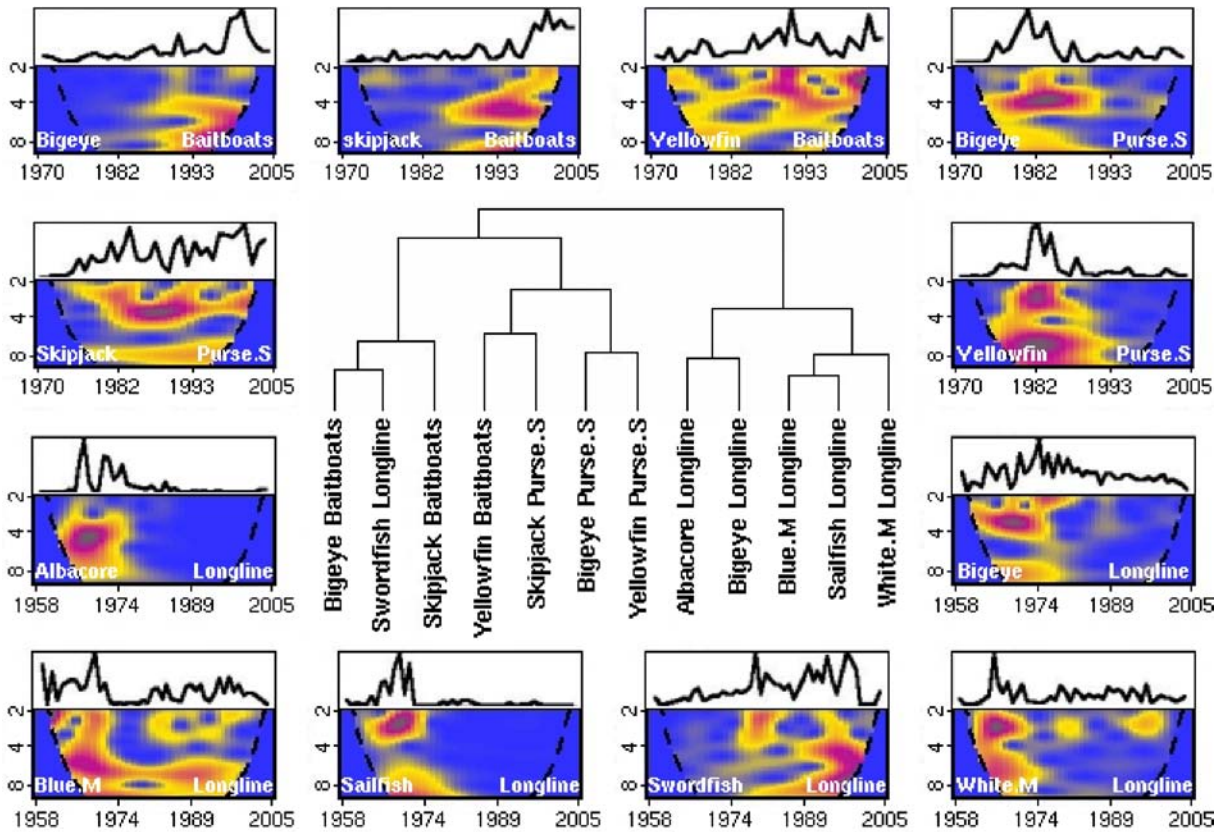 2
4
8
Bigeye Baitboats
1970 1982 1993 2005
2
4
8
skipjack Baitboats
1970 1982 1993 2005
2
4
8
Yellowfin Baitboats
1970 1982 1993 2005
2
4
8
Bigeye Purse.S
1970 1982 1993 2005
2
4
8
Skipjack Purse.S
1970 1982 1993 2005
2
4
8
Yellowfin Purse.S
1970 1982 1993 2005
Bigeye Baitboats
Swordfish Longline
Skipjack Baitboats
Yellowfin Baitboats
Skipjack Purse.S
Bigeye Purse.S
Yellowfin Purse.S
Albacore Longline
Bigeye Longline
Blue.M Longline
Sailfish Longline
White.M Longline
2
4
8
Albacore Longline
1958 1974 1989 2005
2
4
8
Bigeye Longline
1958 1974 1989 2005
2
4
8
Blue.M Longline
1958 1974 1989 2005
2
4
8
Sailfish Longline
1958 1974 1989 2005
2
4
8
Swordfish Longline
1958 1974 1989 2005
2
4
8
White.M Longline
1958 1974 1989 2005